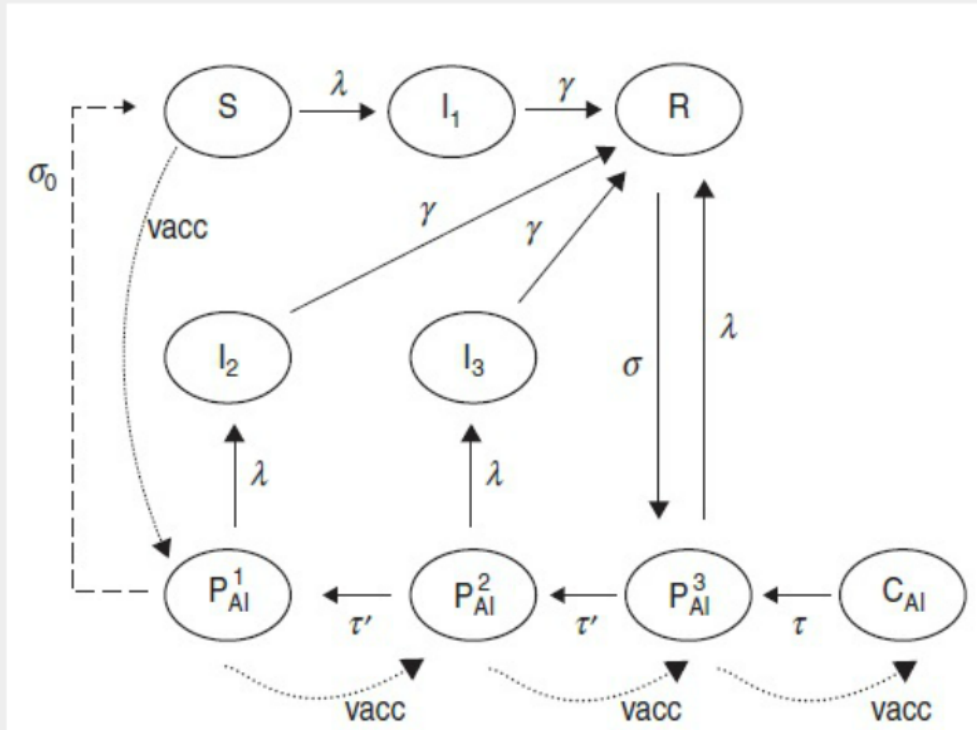 S λ I₁ γ R
σ₀
vacc
γ γ
I₂ I₃ σ λ
λ λ
P¹AI τ′ P²AI τ′ P³AI τ CAI
vacc vacc vacc